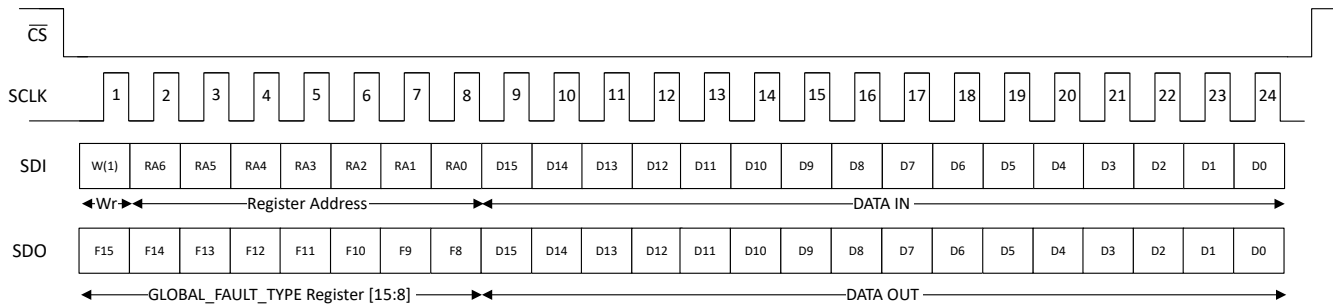 CS
SCLK 1 2 3 4 5 6 7 8 9 10 11 12 13 14 15 16 17 18 19 20 21 22 23 24
SDI W(1) RA6 RA5 RA4 RA3 RA2 RA1 RA0 D15 D14 D13 D12 D11 D10 D9 D8 D7 D6 D5 D4 D3 D2 D1 D0
Wr Register Address DATA IN
SDO F15 F14 F13 F12 F11 F10 F9 F8 D15 D14 D13 D12 D11 D10 D9 D8 D7 D6 D5 D4 D3 D2 D1 D0
GLOBAL_FAULT_TYPE Register [15:8] DATA OUT